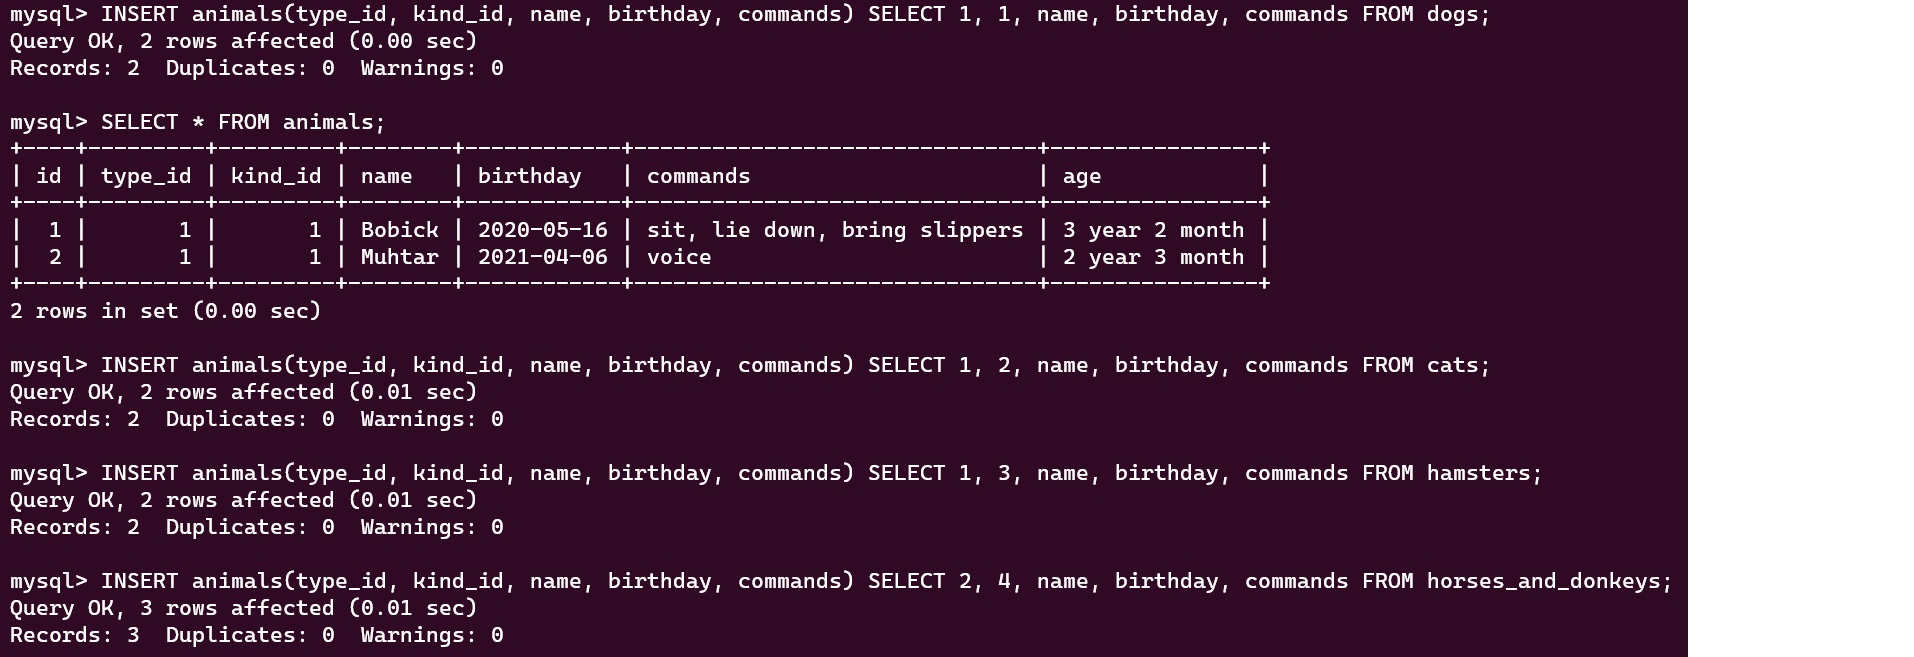 mysql> INSERT animals(type_id, kind_id, name, birthday, commands) SELECT 1, 1, name, birthday, commands FROM dogs;
Query OK, 2 rows affected (0.00 sec)
Records: 2  Duplicates: 0  Warnings: 0

mysql> SELECT * FROM animals;
+----+---------+---------+--------+------------+-------------------------------+----------------+
| id | type_id | kind_id | name   | birthday   | commands                      | age            |
+----+---------+---------+--------+------------+-------------------------------+----------------+
|  1 |       1 |       1 | Bobick | 2020-05-16 | sit, lie down, bring slippers | 3 year 2 month |
|  2 |       1 |       1 | Muhtar | 2021-04-06 | voice                         | 2 year 3 month |
+----+---------+---------+--------+------------+-------------------------------+----------------+
2 rows in set (0.00 sec)

mysql> INSERT animals(type_id, kind_id, name, birthday, commands) SELECT 1, 2, name, birthday, commands FROM cats;
Query OK, 2 rows affected (0.01 sec)
Records: 2  Duplicates: 0  Warnings: 0

mysql> INSERT animals(type_id, kind_id, name, birthday, commands) SELECT 1, 3, name, birthday, commands FROM hamsters;
Query OK, 2 rows affected (0.01 sec)
Records: 2  Duplicates: 0  Warnings: 0

mysql> INSERT animals(type_id, kind_id, name, birthday, commands) SELECT 2, 4, name, birthday, commands FROM horses_and_donkeys;
Query OK, 3 rows affected (0.01 sec)
Records: 3  Duplicates: 0  Warnings: 0